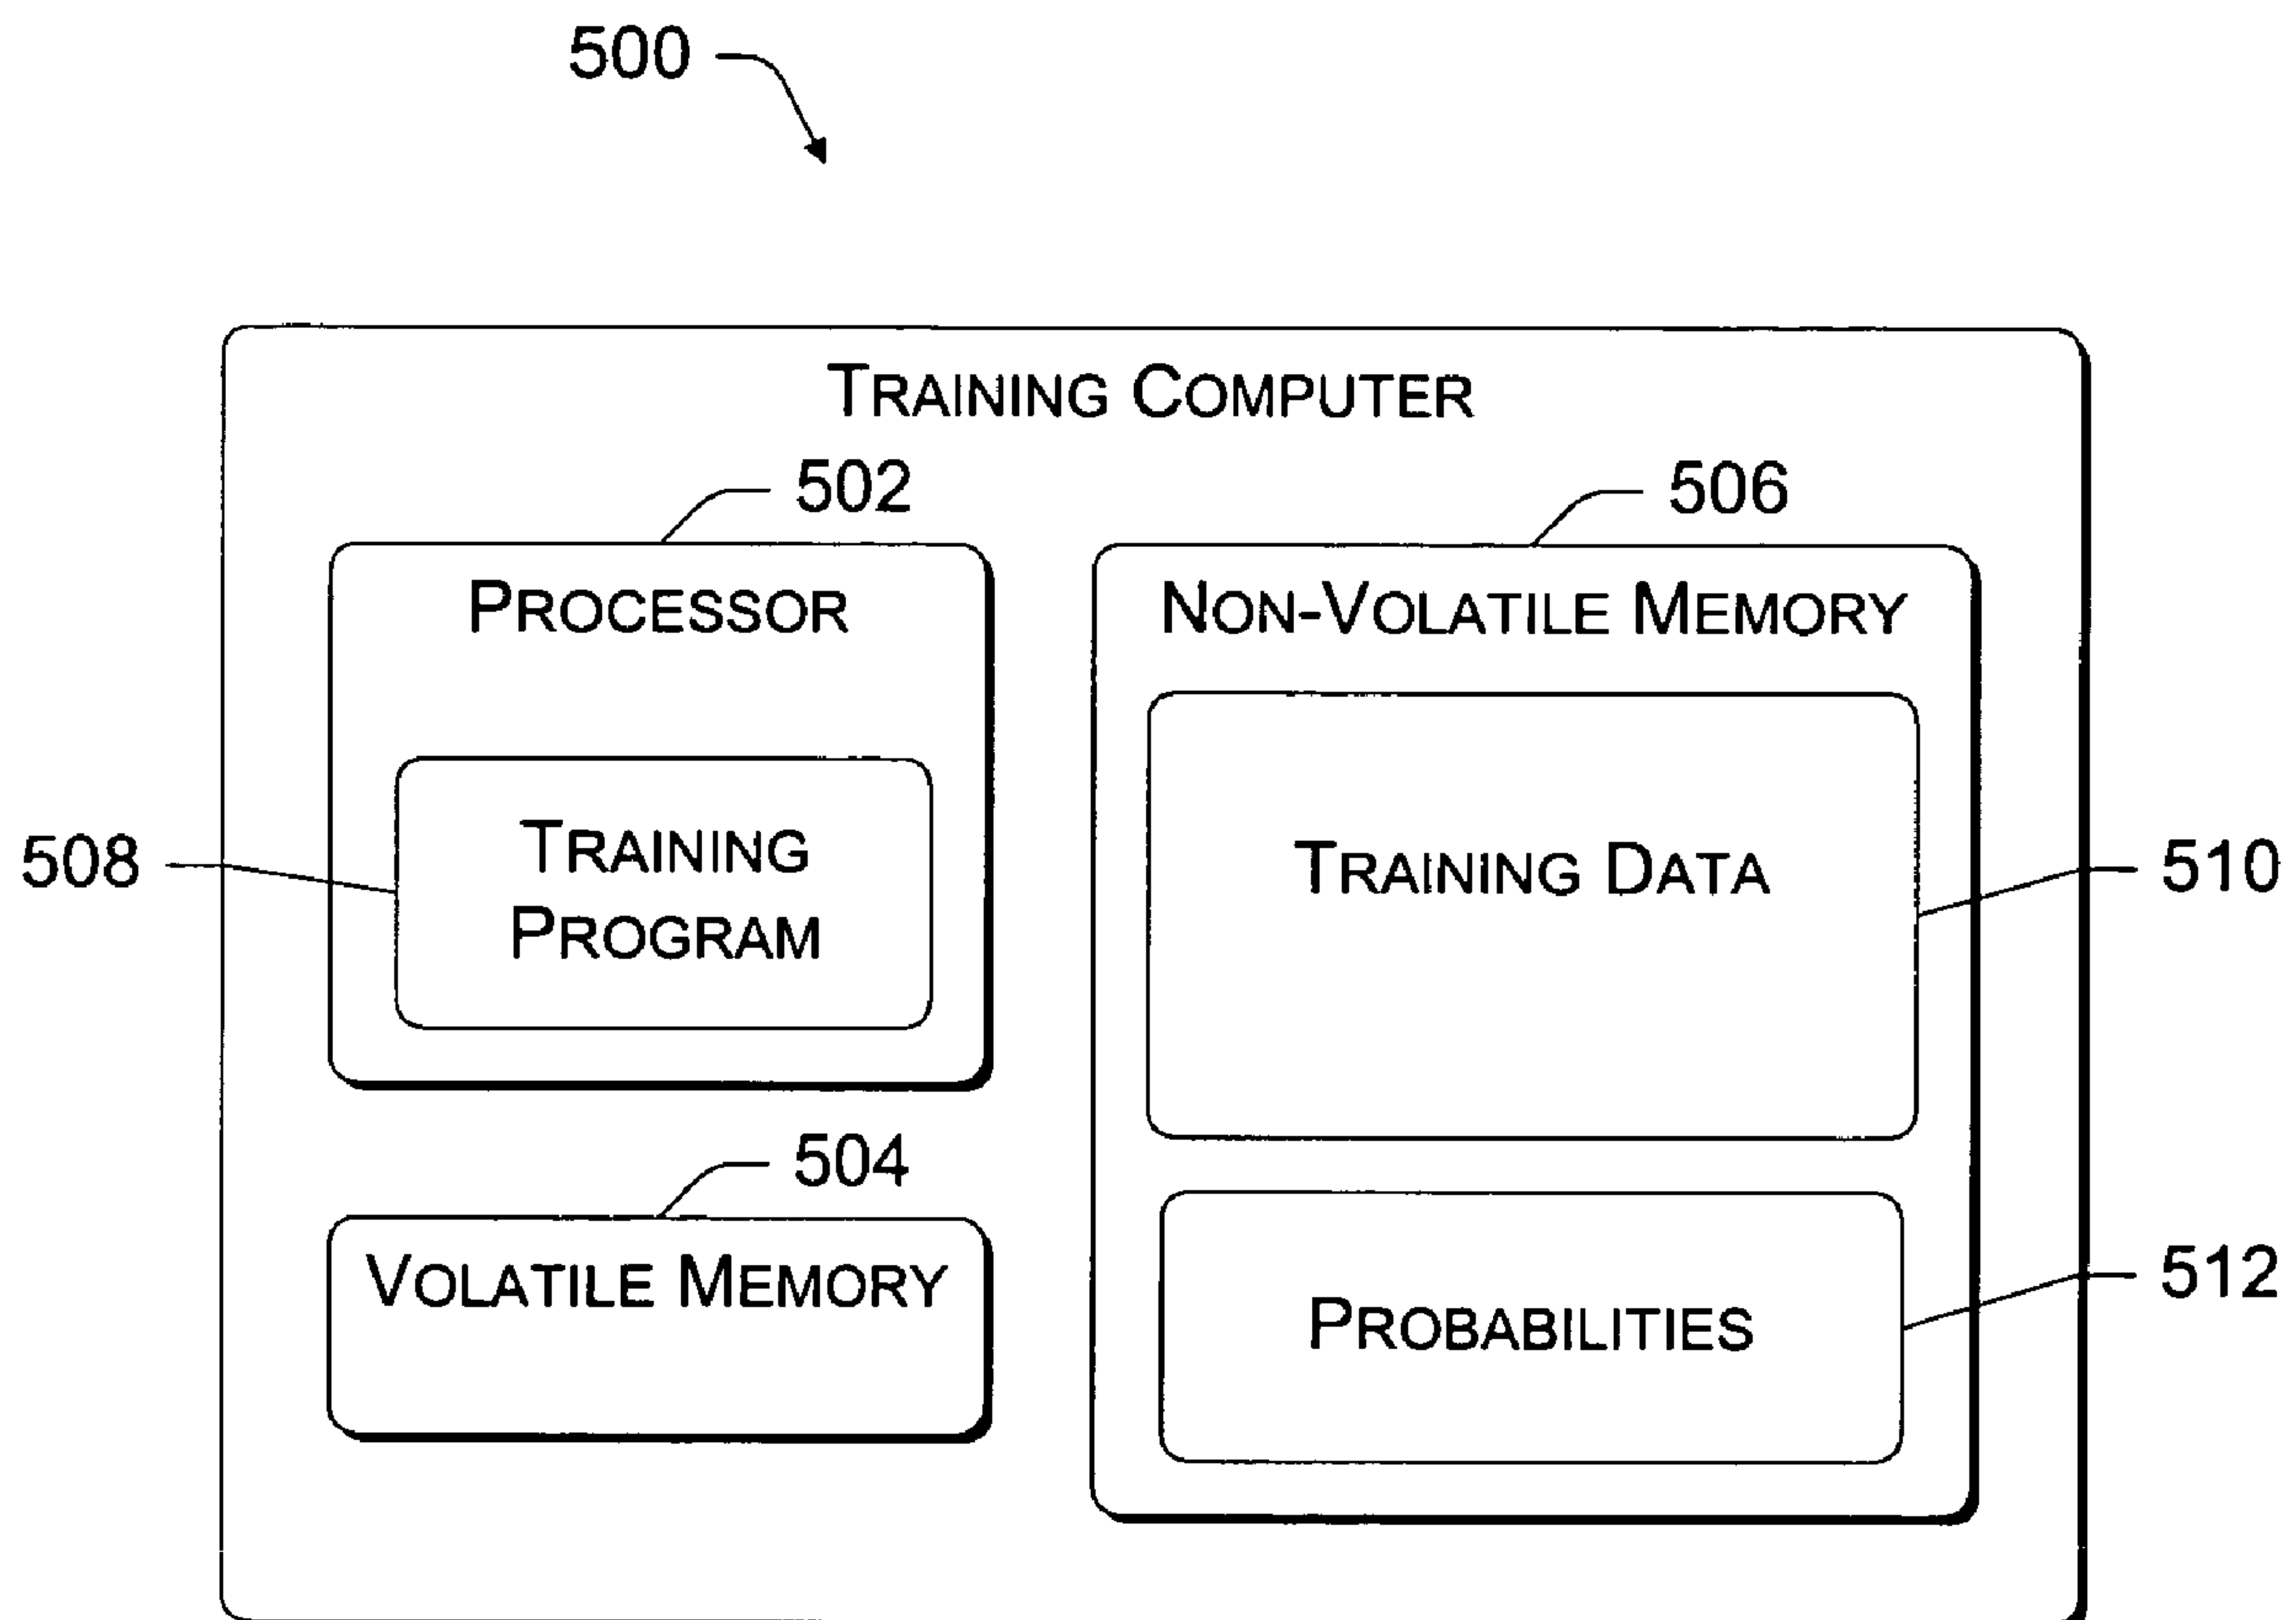 500
TRAINING COMPUTER
502
506
PROCESSOR
NON-VOLATILE MEMORY
508
TRAINING
PROGRAM
TRAINING DATA
510
504
VOLATILE MEMORY
PROBABILITIES
512